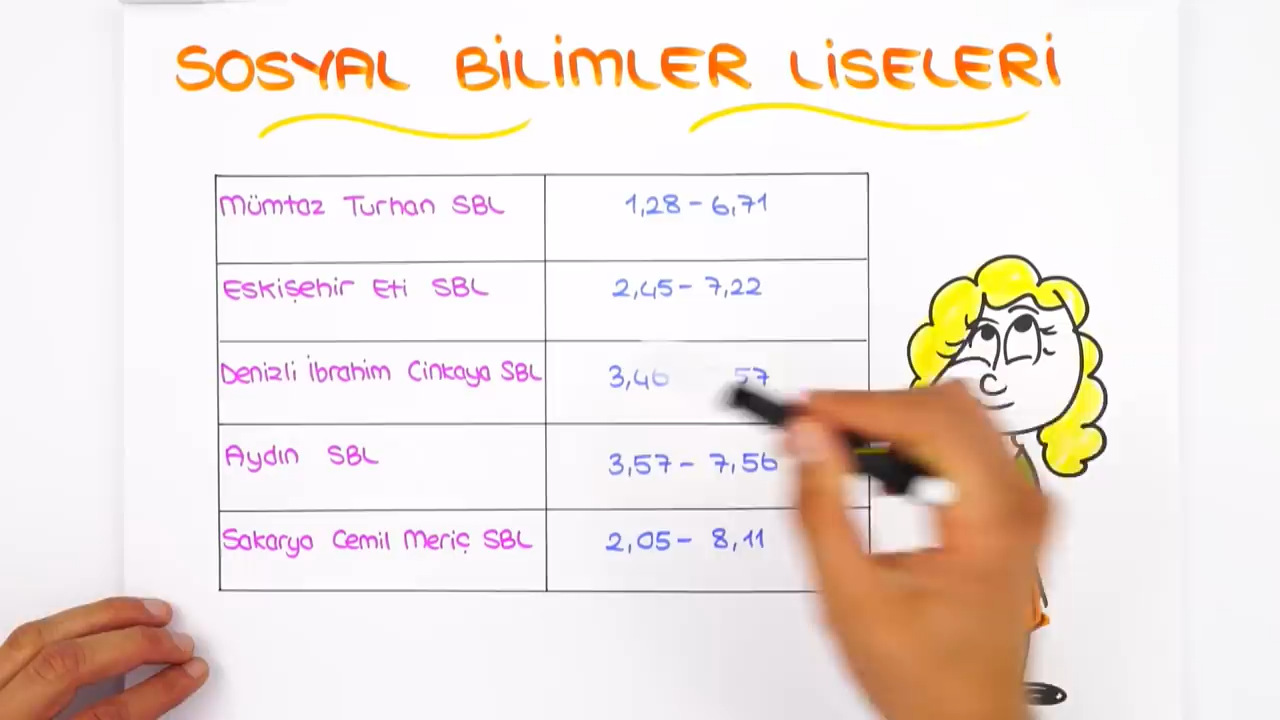 SOSYAL BİLİMLER LİSELERİ
Mümtaz Turhan SBL 1,28 - 6,71
Eskişehir Eti SBL 2,45 - 7,22
Denizli İbrahim Cinkaya SBL 3,46 57
Aydın SBL 3,57 - 7,56
Sakarya Cemil Meriç SBL 2,05 - 8,11